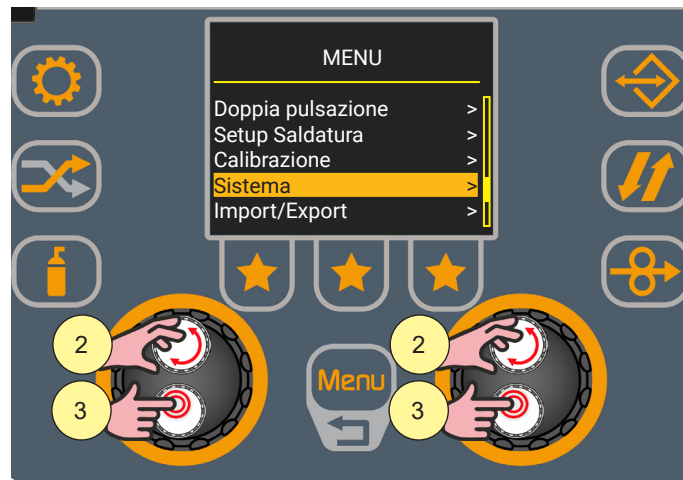 MENU
Doppia pulsazione >
Setup Saldatura >
Calibrazione >
Sistema >
Import/Export >
2
2
3
Menu
3